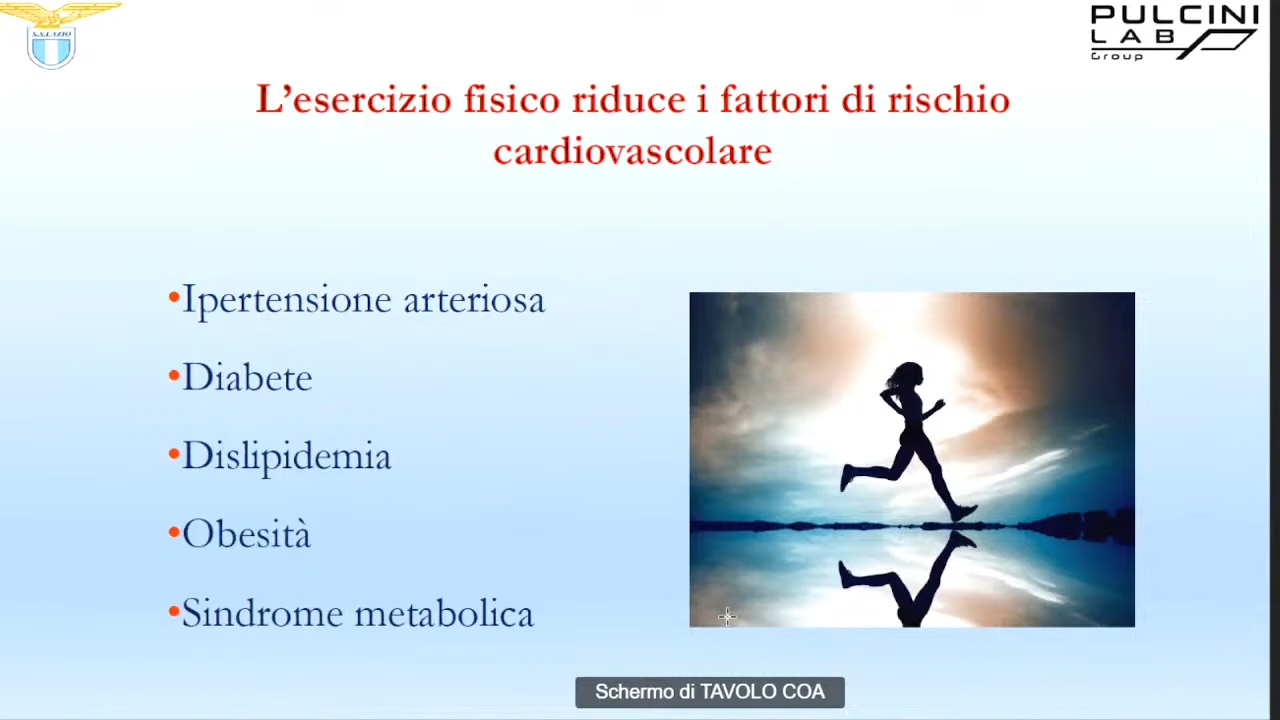 S.S.LAZIO
PULCINI
LAB
Group
L’esercizio fisico riduce i fattori di rischio
cardiovascolare
•Ipertensione arteriosa
•Diabete
•Dislipidemia
•Obesità
•Sindrome metabolica
Schermo di TAVOLO COA